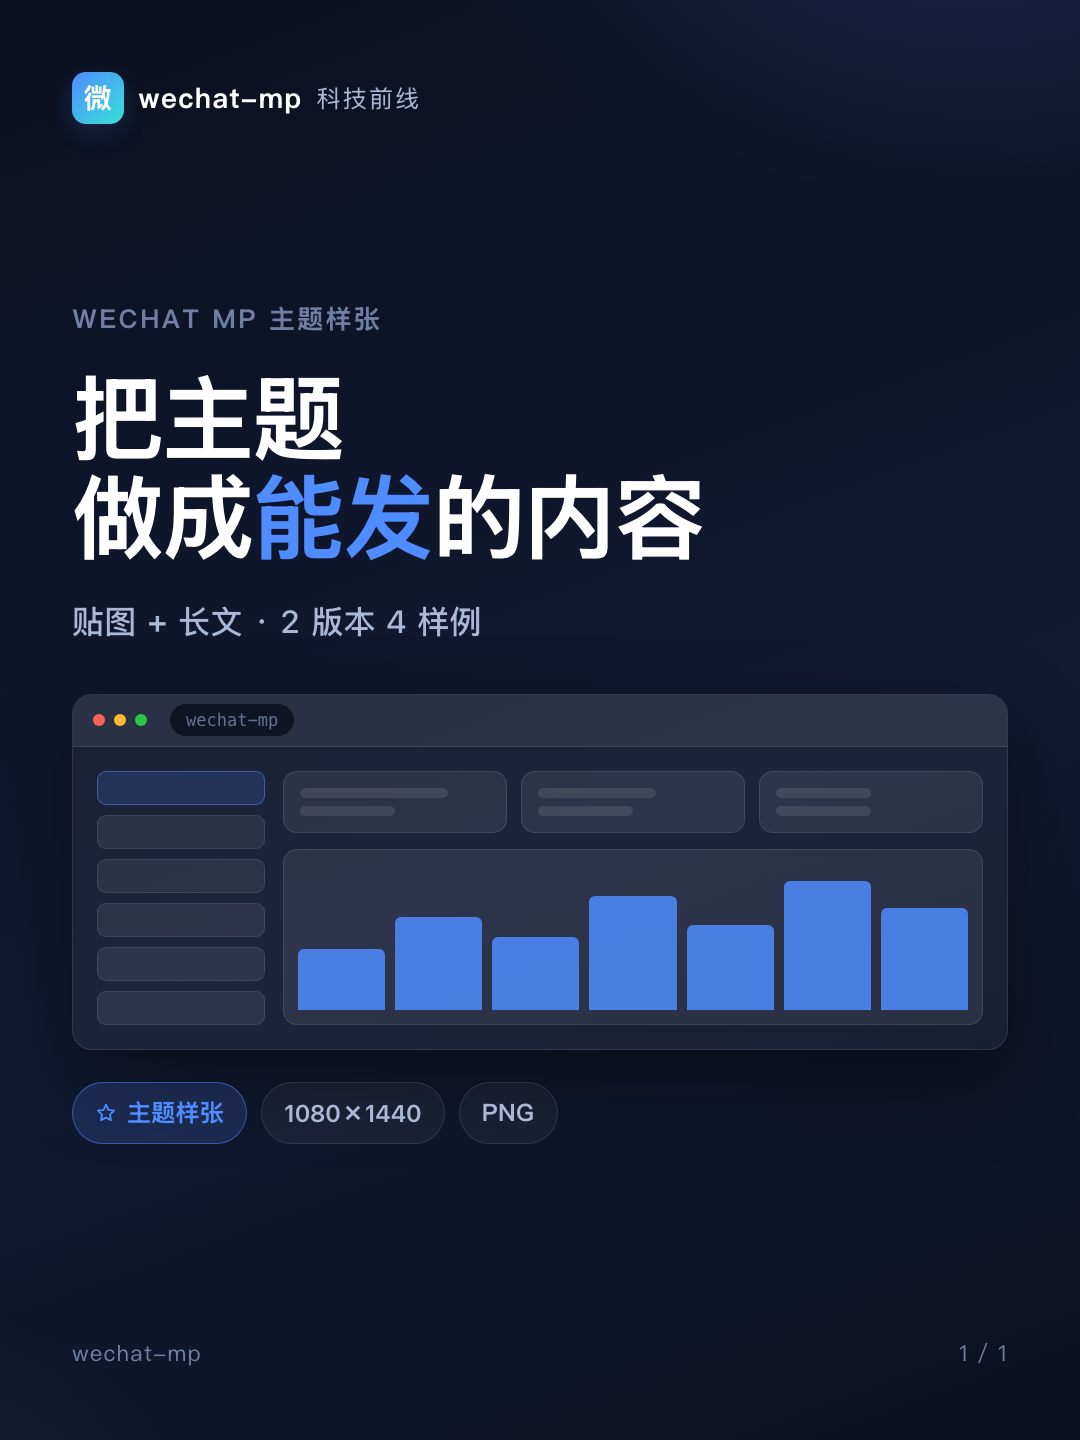 微 wechat-mp 科技前线
WECHAT MP 主题样张
把主题
做成能发的内容
贴图 + 长文 · 2 版本 4 样例
wechat-mp
主题样张 1080×1440 PNG
wechat-mp 1 / 1